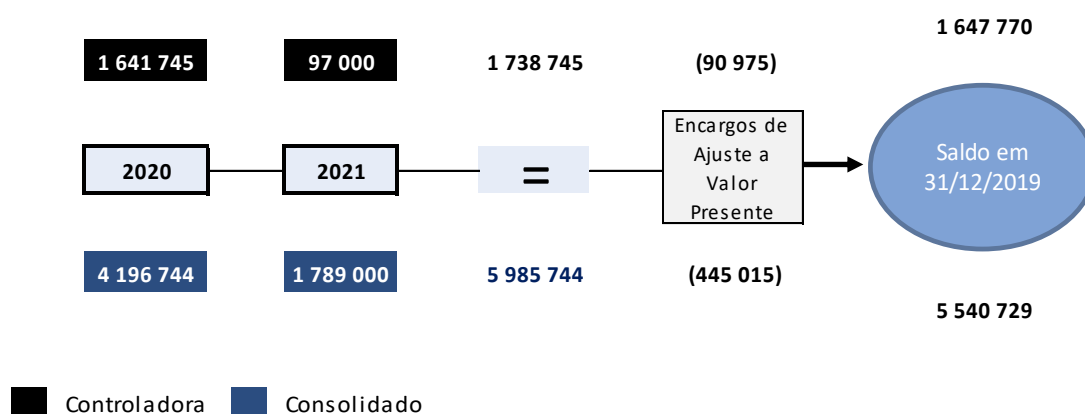 1 647 770
1 641 745 97 000 1 738 745 (90 975)
2020 2021 =
Encargos de
Ajuste a
Valor
Presente
Saldo em
31/12/2019
4 196 744 1 789 000 5 985 744 (445 015)
5 540 729
Controladora Consolidado